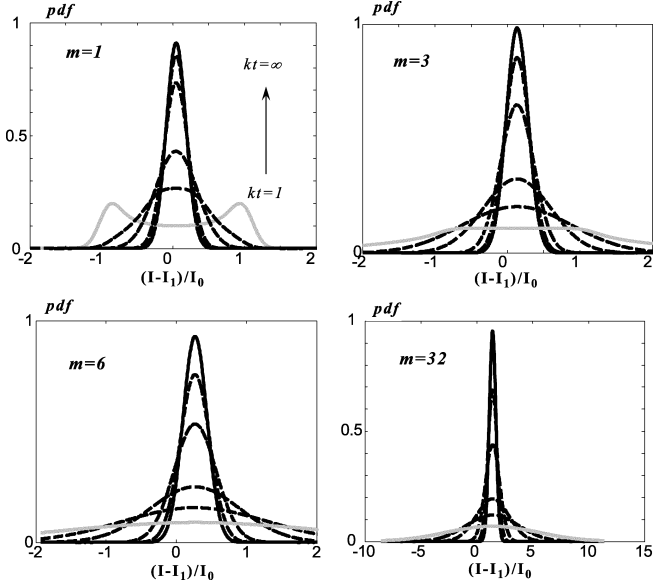 pdf
1
m=1
kt=∞
0.5
kt=1
0
-2 -1 0 1 2
(I-I₁)/I₀
pdf
1
m=3
0.5
0
-2 -1 0 1 2
(I-I₁)/I₀
pdf
1
m=6
0.5
0
-2 -1 0 1 2
(I-I₁)/I₀
pdf
1
m=32
0.5
0
-10 -5 0 5 10 15
(I-I₁)/I₀